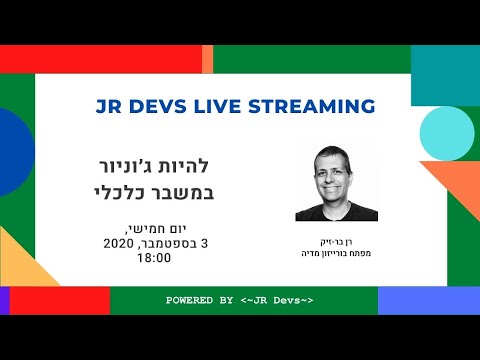 JR DEVS LIVE STREAMING
להיות ג'וניור
במשבר כלכלי
יום חמישי,
3 בספטמבר, 2020
18:00
רן בר-זיק
מפתח בורייזון מדיה
POWERED BY <~JR Devs~>